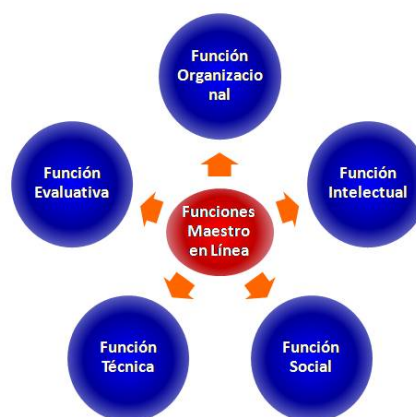 Función
Organizacio
nal
Función
Evaluativa
Función
Intelectual
Funciones
Maestro
en Línea
Función
Técnica
Función
Social